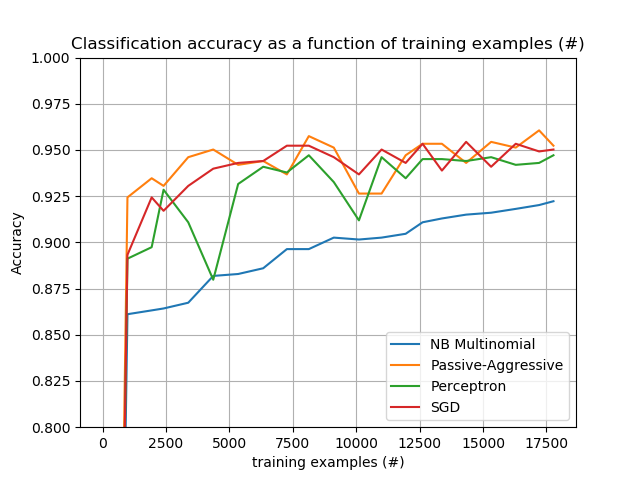 Classification accuracy as a function of training examples (#)
1.000
0.975
0.950
0.925
0.900
0.875
0.850
0.825
0.800
Accuracy
NB Multinomial
Passive-Aggressive
Perceptron
SGD
0 2500 5000 7500 10000 12500 15000 17500
training examples (#)